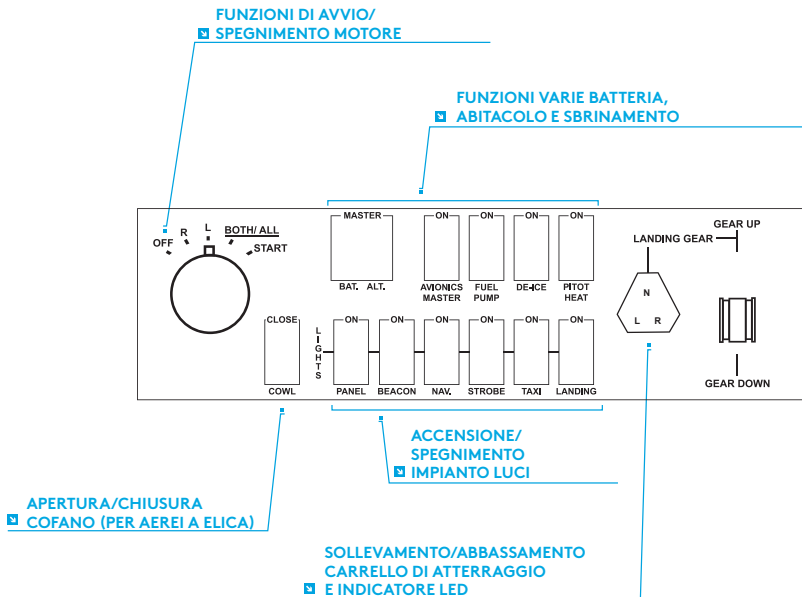 FUNZIONI DI AVVIO/
SPEGNIMENTO MOTORE
FUNZIONI VARIE BATTERIA,
ABITACOLO E SBRINAMENTO
OFF
R
L
BOTH/ ALL
START
MASTER
BAT. ALT.
ON
AVIONICS
MASTER
ON
FUEL
PUMP
ON
DE-ICE
ON
PITOT
HEAT
GEAR UP
LANDING GEAR
N
L R
GEAR DOWN
CLOSE
COWL
LIGHTS
ON
PANEL
ON
BEACON
ON
NAV.
ON
STROBE
ON
TAXI
ON
LANDING
ACCENSIONE/
SPEGNIMENTO
IMPIANTO LUCI
APERTURA/CHIUSURA
COFANO (PER AEREI A ELICA)
SOLLEVAMENTO/ABBASSAMENTO
CARRELLO DI ATTERRAGGIO
E INDICATORE LED